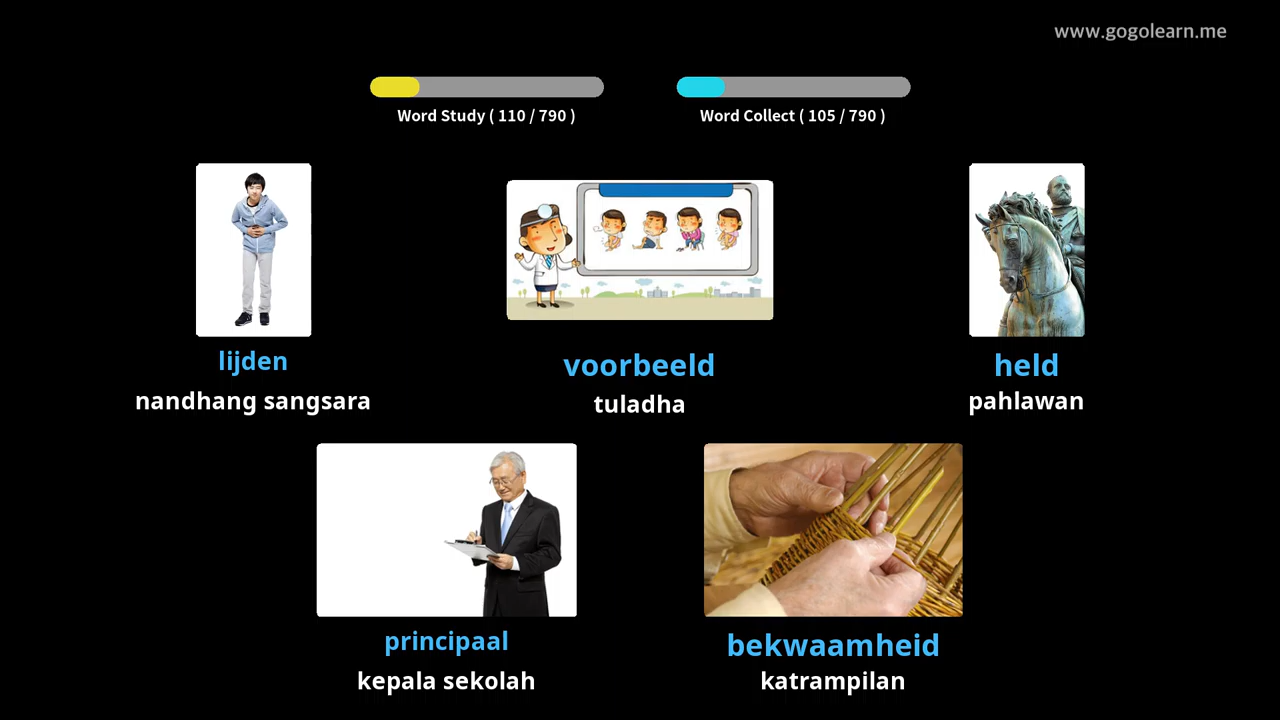 www.gogolearn.me
Word Study ( 110 / 790 )
Word Collect ( 105 / 790 )
lijden
nandhang sangsara
voorbeeld
tuladha
held
pahlawan
principaal
kepala sekolah
bekwaamheid
katrampilan